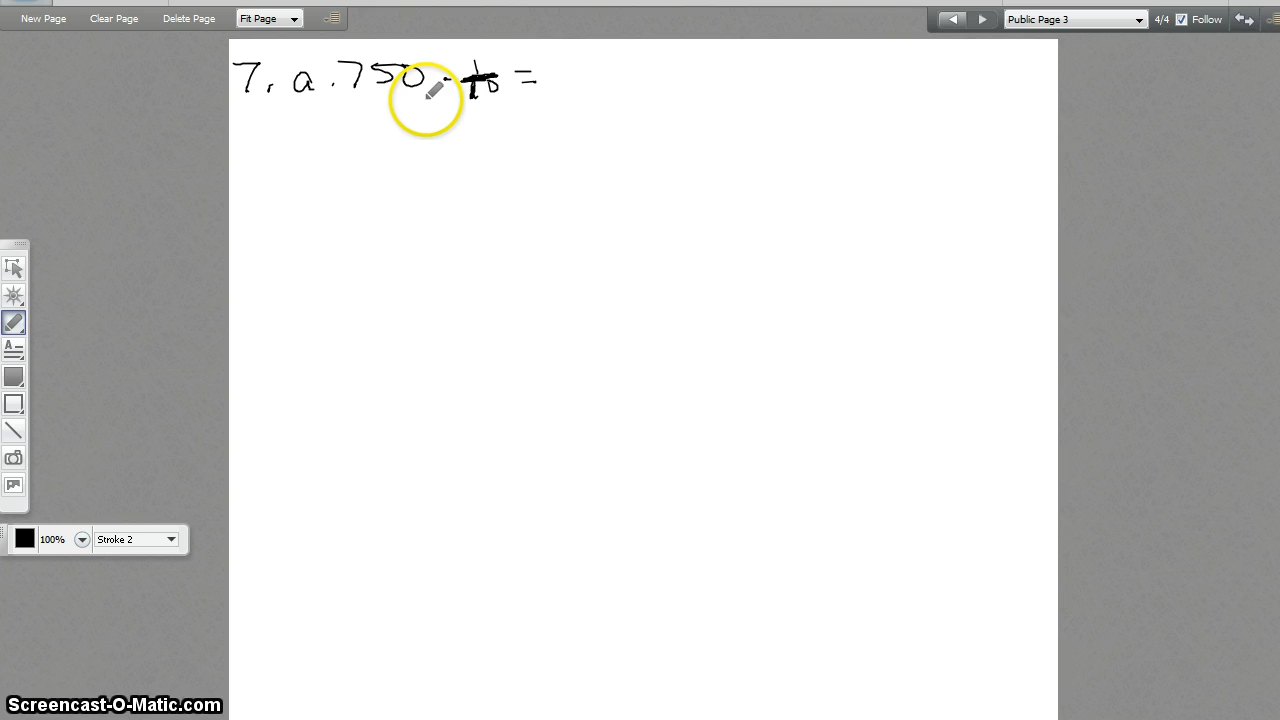 New Page Clear Page Delete Page Fit Page Public Page 3 4/4 Follow
7. a. 750 · 1/10 =
A
100% Stroke 2
Screencast-O-Matic.com